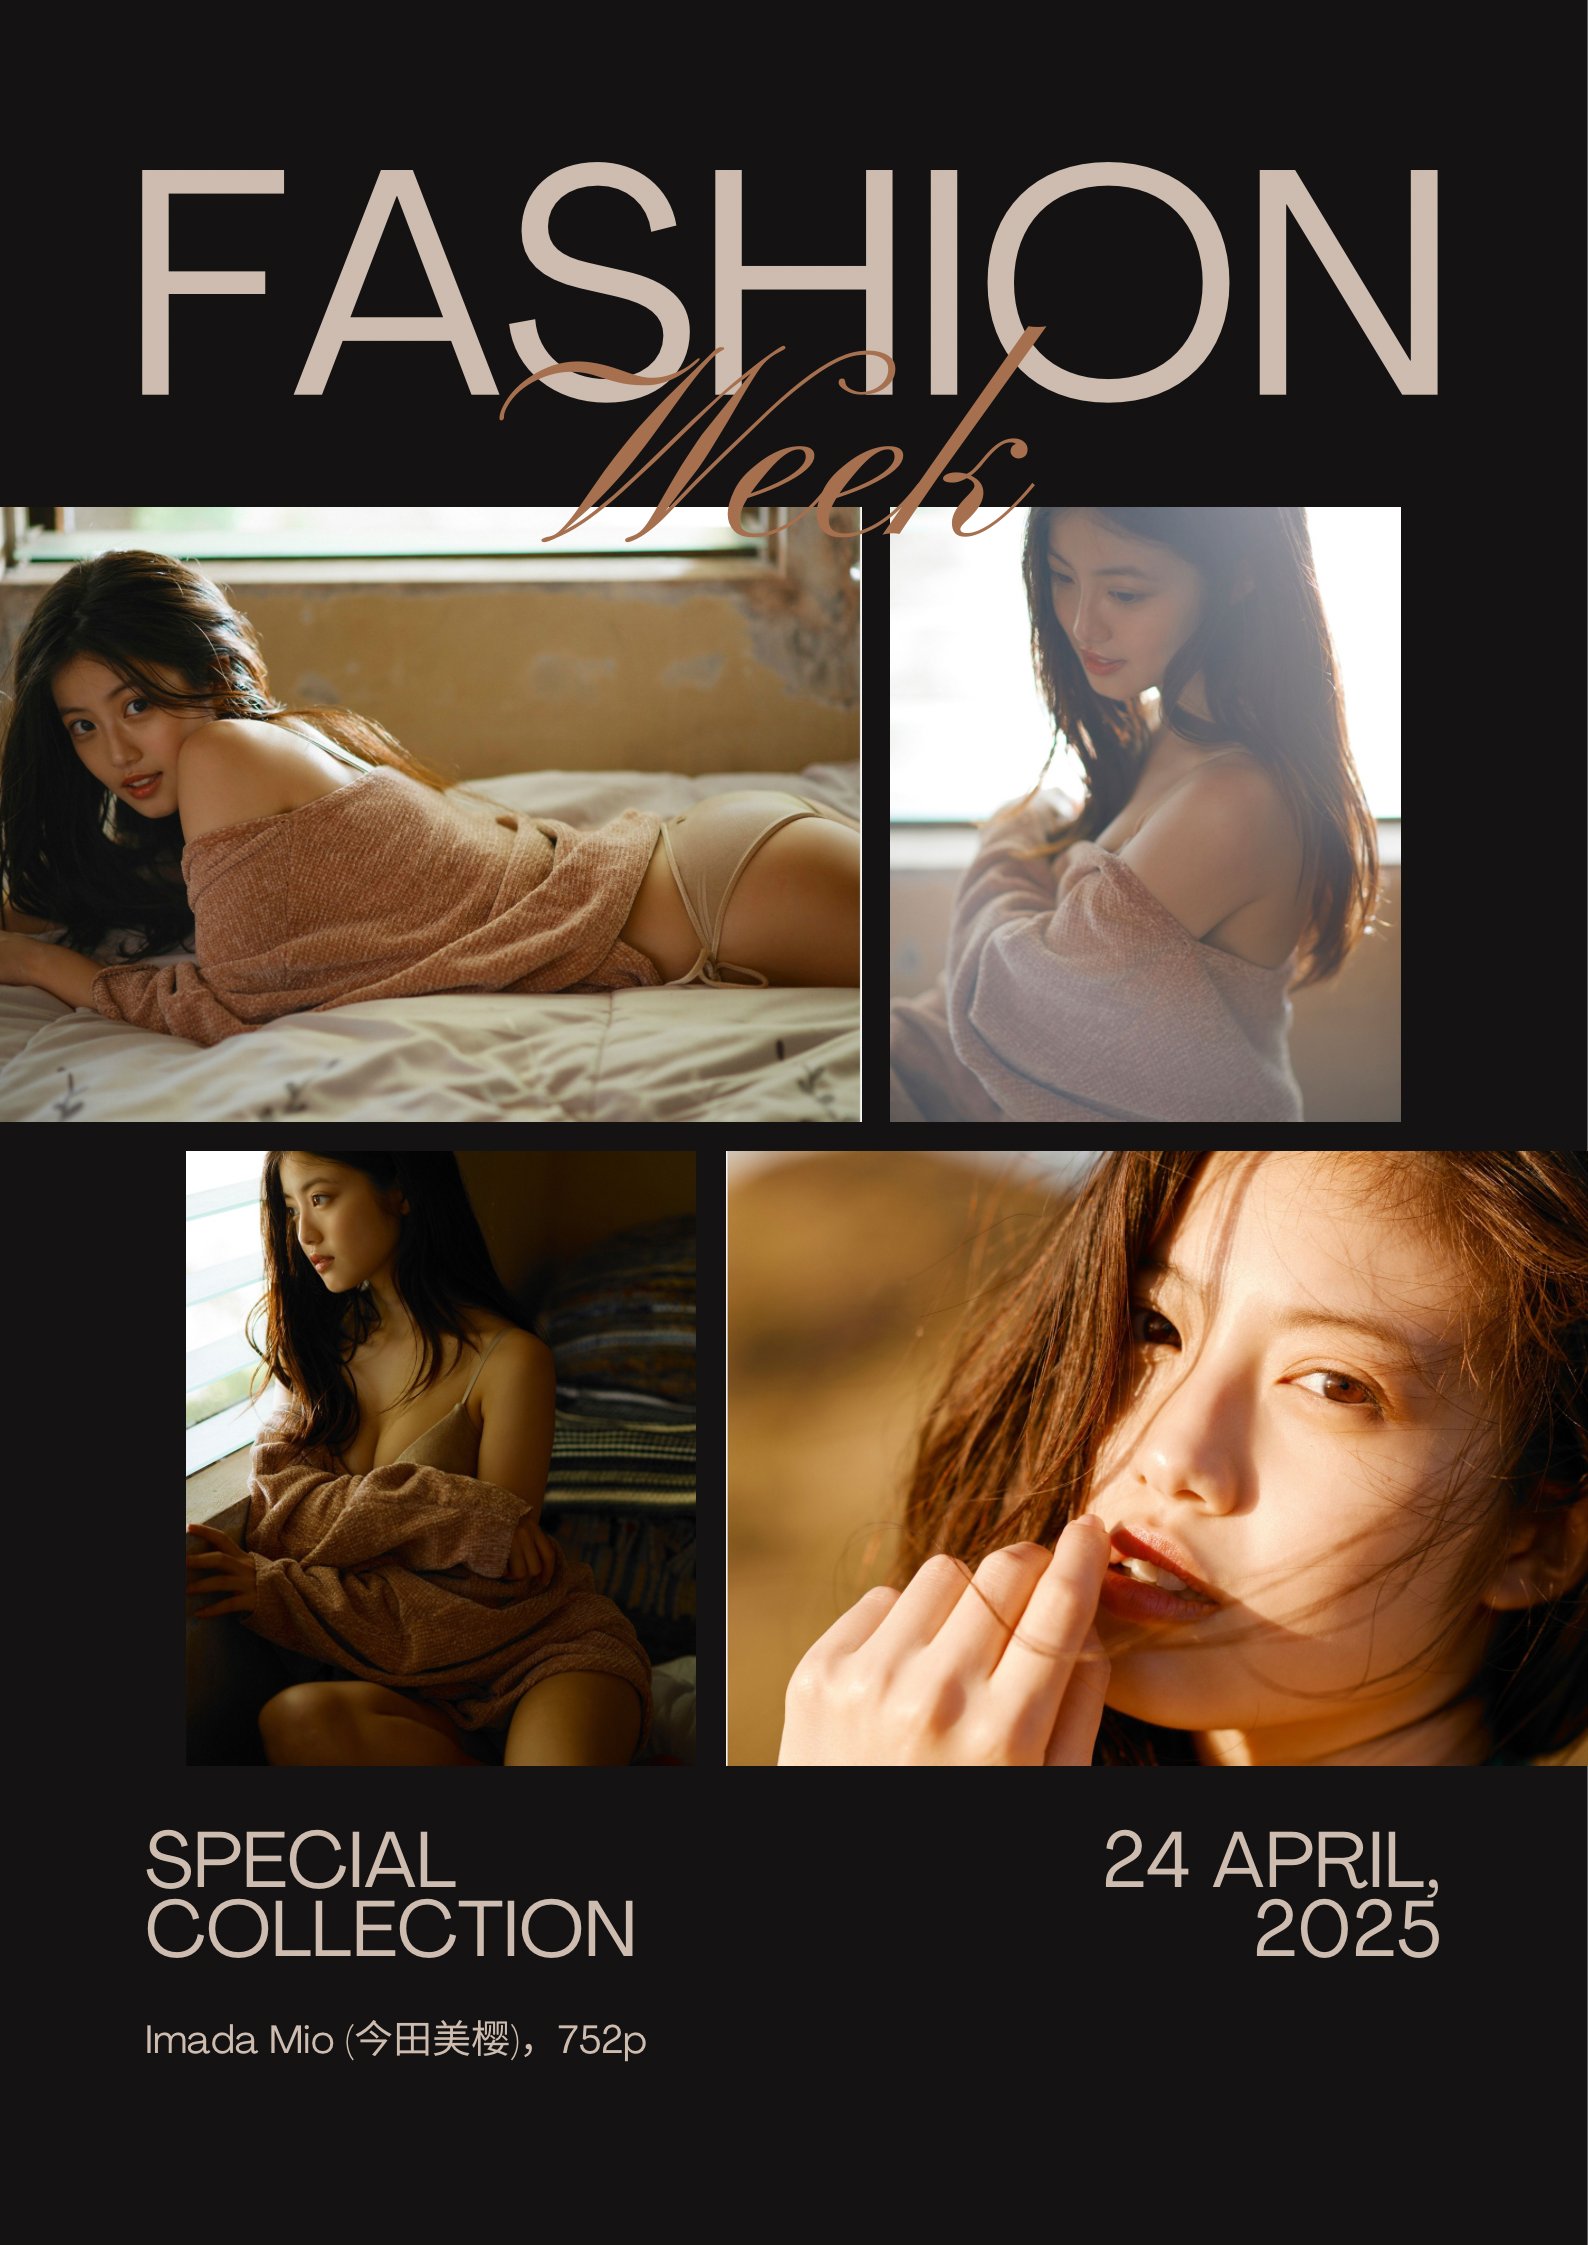 FASHION
Week
SPECIAL
COLLECTION
24 APRIL,
2025
Imada Mio (今田美樱)，752p